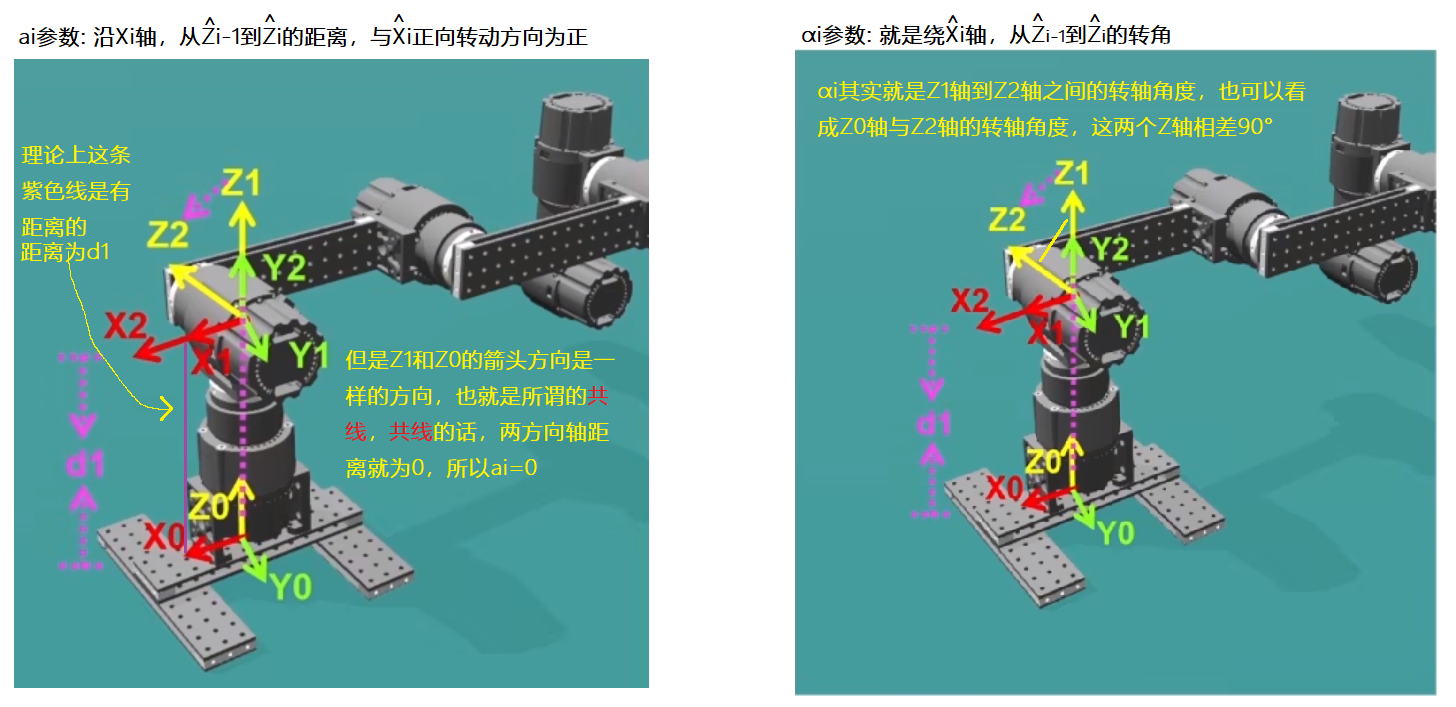 ai参数: 沿Xi轴，从Ẑi-1到Ẑi的距离，与X̂i正向转动方向为正
理论上这条
紫色线是有
距离的
距离为d1
Z1
Z2
Y2
X2
X1
Y1
但是Z1和Z0的箭头方向是一
样的方向，也就是所谓的共
线，共线的话，两方向轴距
离就为0，所以ai=0
d1
Z0
X0
Y0
αi参数: 就是绕X̂i轴，从Ẑi-1到Ẑi的转角
αi其实就是Z1轴到Z2轴之间的转轴角度，也可以看
成Z0轴与Z2轴的转轴角度，这两个Z轴相差90°
Z1
Z2
Y2
X2
X1
Y1
d1
Z0
X0
Y0